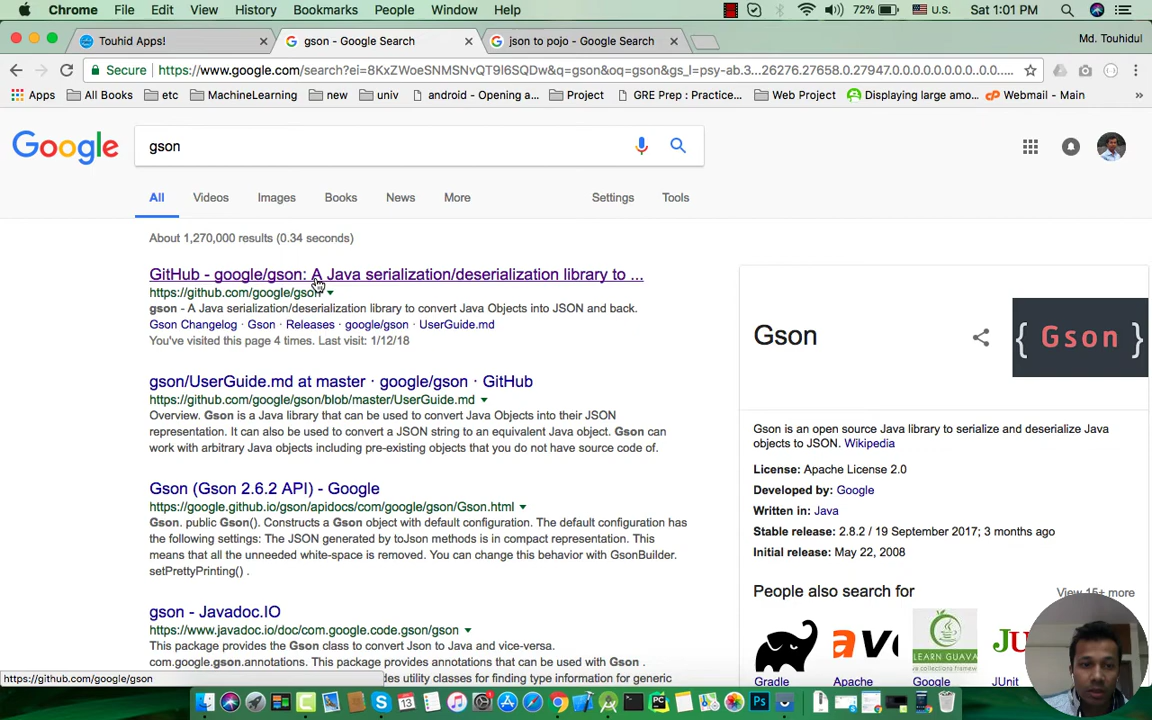 Chrome File Edit View History Bookmarks People Window Help 72% U.S. Sat 1:01 PM
Touhid Apps! gson - Google Search json to pojo - Google Search Md. Touhidul
Secure https://www.google.com/search?ei=8KxZWoeSNMSNvQT9l6SQDw&q=gson&oq=gson&gs_l=psy-ab.3...26276.27658.0.27947.0.0.0.0.0.0.0.0..0.0....
Apps All Books etc MachineLearning new univ android - Opening a... Project GRE Prep : Practice... Web Project Displaying large amo... Webmail - Main »
Google gson
All Videos Images Books News More Settings Tools
About 1,270,000 results (0.34 seconds)
GitHub - google/gson: A Java serialization/deserialization library to ...
https://github.com/google/gson
gson - A Java serialization/deserialization library to convert Java Objects into JSON and back.
Gson Changelog · Gson · Releases · google/gson · UserGuide.md
You've visited this page 4 times. Last visit: 1/12/18
gson/UserGuide.md at master · google/gson · GitHub
https://github.com/google/gson/blob/master/UserGuide.md
Overview. Gson is a Java library that can be used to convert Java Objects into their JSON
representation. It can also be used to convert a JSON string to an equivalent Java object. Gson can
work with arbitrary Java objects including pre-existing objects that you do not have source code of.
Gson (Gson 2.6.2 API) - Google
https://google.github.io/gson/apidocs/com/google/gson/Gson.html
Gson. public Gson(). Constructs a Gson object with default configuration. The default configuration has
the following settings: The JSON generated by toJson methods is in compact representation. This
means that all the unneeded white-space is removed. You can change this behavior with GsonBuilder.
setPrettyPrinting() .
gson - Javadoc.IO
https://www.javadoc.io/doc/com.google.code.gson/gson
This package provides the Gson class to convert Json to Java and vice-versa.
com.google.gson.annotations. This package provides annotations that can be used with Gson .
des utility classes for finding type information for generic
https://github.com/google/gson
Gson
{ Gson }
Gson is an open source Java library to serialize and deserialize Java
objects to JSON. Wikipedia
License: Apache License 2.0
Developed by: Google
Written in: Java
Stable release: 2.8.2 / 19 September 2017; 3 months ago
Initial release: May 22, 2008
People also search for View 15+ more
LEARN GUAVA
Gradle Apache Google JUnit